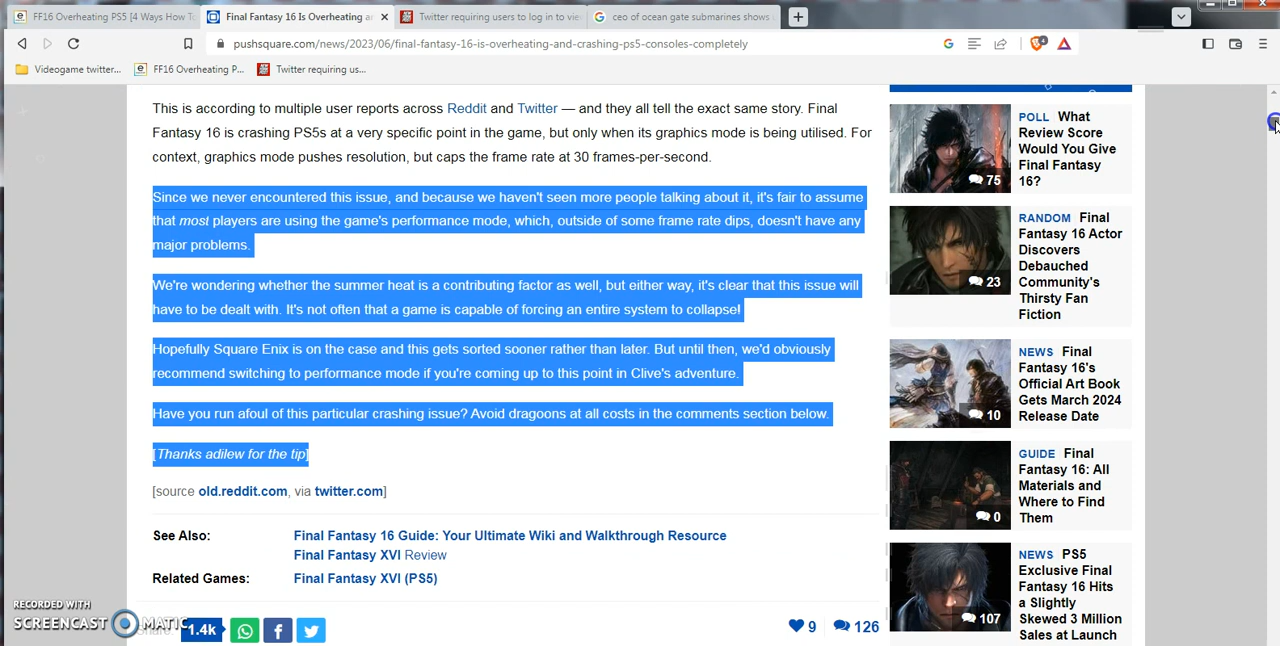 FF16 Overheating PS5 [4 Ways How To
Final Fantasy 16 Is Overheating an
Twitter requiring users to log in to vie
ceo of ocean gate submarines shows
pushsquare.com/news/2023/06/final-fantasy-16-is-overheating-and-crashing-ps5-consoles-completely
4
Videogame twitter...
FF16 Overheating P...
Twitter requiring us...
This is according to multiple user reports across Reddit and Twitter — and they all tell the exact same story. Final
Fantasy 16 is crashing PS5s at a very specific point in the game, but only when its graphics mode is being utilised. For
context, graphics mode pushes resolution, but caps the frame rate at 30 frames-per-second.
Since we never encountered this issue, and because we haven't seen more people talking about it, it's fair to assume
that most players are using the game's performance mode, which, outside of some frame rate dips, doesn't have any
major problems.
We're wondering whether the summer heat is a contributing factor as well, but either way, it's clear that this issue will
have to be dealt with. It's not often that a game is capable of forcing an entire system to collapse!
Hopefully Square Enix is on the case and this gets sorted sooner rather than later. But until then, we'd obviously
recommend switching to performance mode if you're coming up to this point in Clive's adventure.
Have you run afoul of this particular crashing issue? Avoid dragoons at all costs in the comments section below.
[Thanks adilew for the tip]
[source old.reddit.com, via twitter.com]
See Also:
Final Fantasy 16 Guide: Your Ultimate Wiki and Walkthrough Resource
Final Fantasy XVI Review
Related Games:
Final Fantasy XVI (PS5)
Share:
1.4k
9
126
POLL What
Review Score
Would You Give
Final Fantasy
16?
75
RANDOM Final
Fantasy 16 Actor
Discovers
Debauched
Community's
Thirsty Fan
Fiction
23
NEWS Final
Fantasy 16's
Official Art Book
Gets March 2024
Release Date
10
GUIDE Final
Fantasy 16: All
Materials and
Where to Find
Them
0
NEWS PS5
Exclusive Final
Fantasy 16 Hits
a Slightly
Skewed 3 Million
Sales at Launch
107
RECORDED WITH
SCREENCAST MATIC